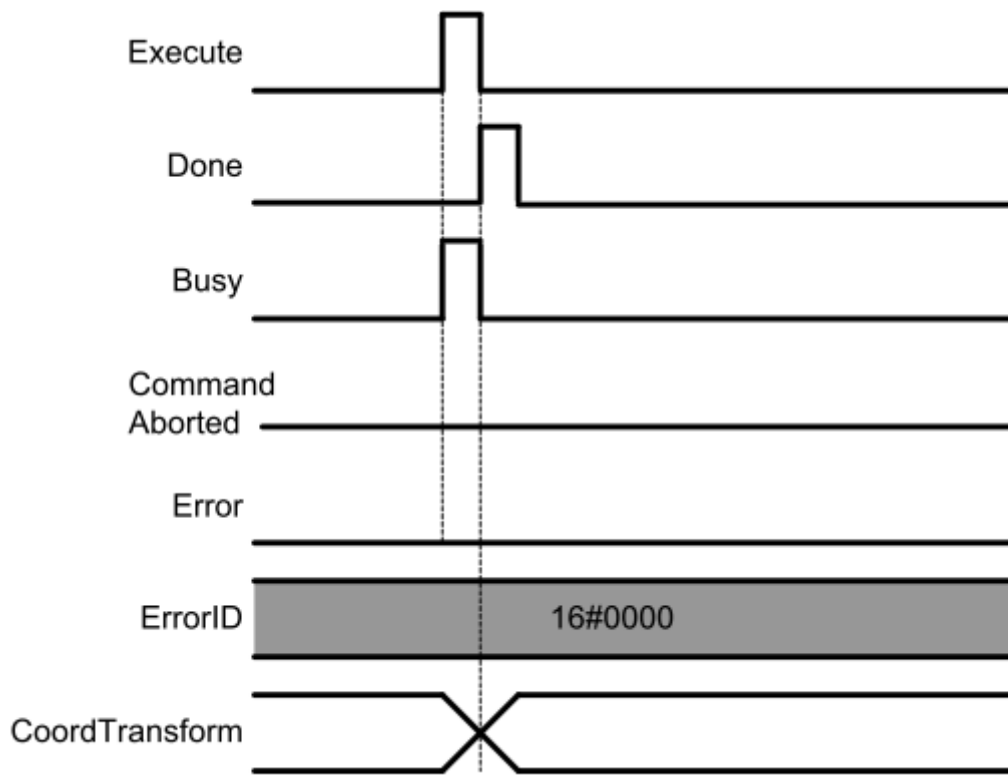 Execute
Done
Busy
Command
Aborted
Error
ErrorID
16#0000
CoordTransform